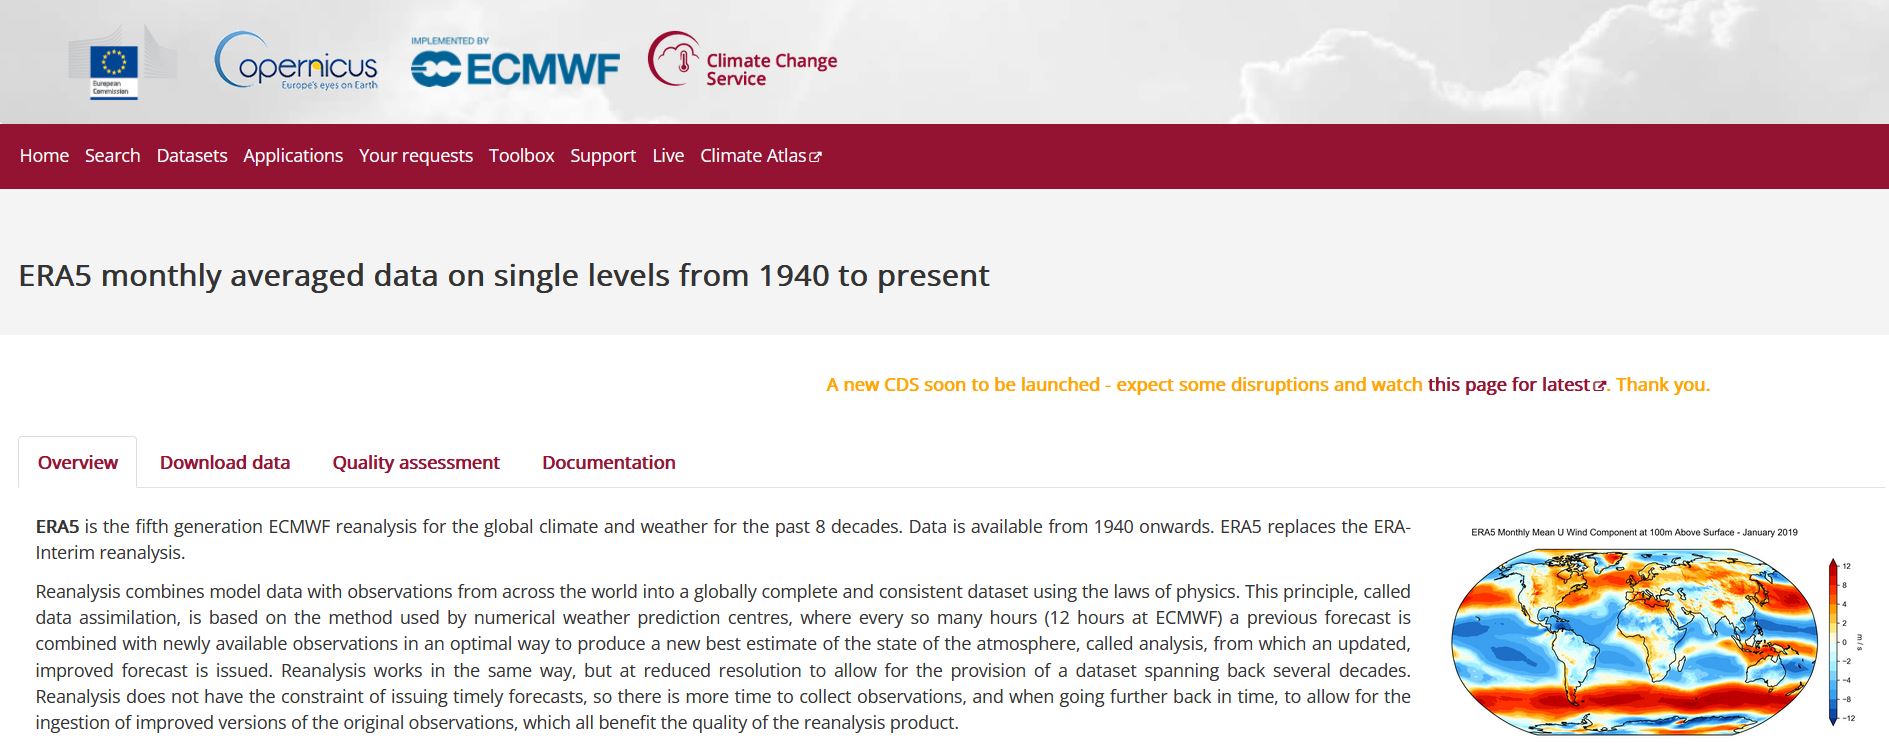 European
Commission
opernicus
Europe's eyes on Earth
IMPLEMENTED BY
ECMWF
Climate Change
Service
Home Search Datasets Applications Your requests Toolbox Support Live Climate Atlas
ERA5 monthly averaged data on single levels from 1940 to present
A new CDS soon to be launched - expect some disruptions and watch this page for latest. Thank you.
Overview Download data Quality assessment Documentation
ERA5 is the fifth generation ECMWF reanalysis for the global climate and weather for the past 8 decades. Data is available from 1940 onwards. ERA5 replaces the ERA-
Interim reanalysis.
Reanalysis combines model data with observations from across the world into a globally complete and consistent dataset using the laws of physics. This principle, called
data assimilation, is based on the method used by numerical weather prediction centres, where every so many hours (12 hours at ECMWF) a previous forecast is
combined with newly available observations in an optimal way to produce a new best estimate of the state of the atmosphere, called analysis, from which an updated,
improved forecast is issued. Reanalysis works in the same way, but at reduced resolution to allow for the provision of a dataset spanning back several decades.
Reanalysis does not have the constraint of issuing timely forecasts, so there is more time to collect observations, and when going further back in time, to allow for the
ingestion of improved versions of the original observations, which all benefit the quality of the reanalysis product.
ERA5 Monthly Mean U Wind Component at 100m Above Surface - January 2019
12
8
4
2
0
−2
−4
−8
−12
m / s